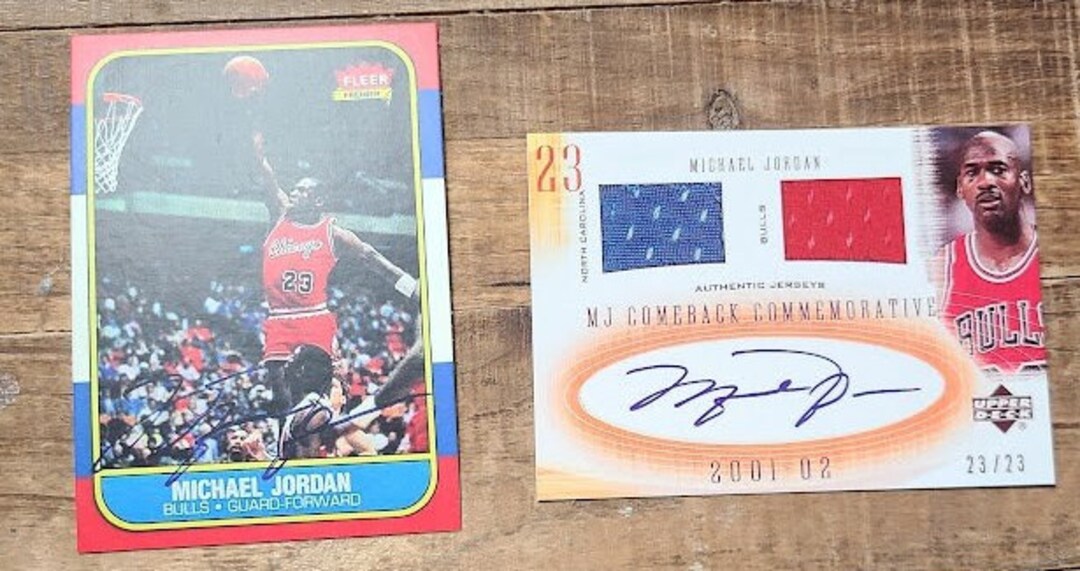 FLEER
PREMIER
Chicago
23
MICHAEL JORDAN
BULLS • GUARD-FORWARD
23
MICHAEL JORDAN
NORTH CAROLINA
BULLS
AUTHENTIC JERSEYS
MJ COMEBACK COMMEMORATIVE
BULL
2001-02
UPPER
DECK
23/23